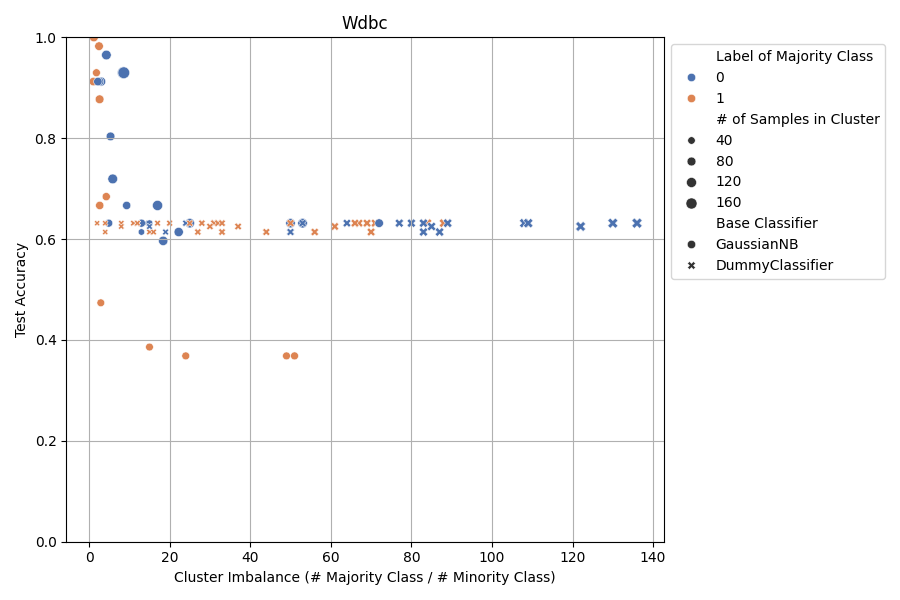 Wdbc
1.0
0.8
0.6
0.4
0.2
0.0
Test Accuracy
0 20 40 60 80 100 120 140
Cluster Imbalance (# Majority Class / # Minority Class)
Label of Majority Class
0
1
# of Samples in Cluster
40
80
120
160
Base Classifier
GaussianNB
DummyClassifier